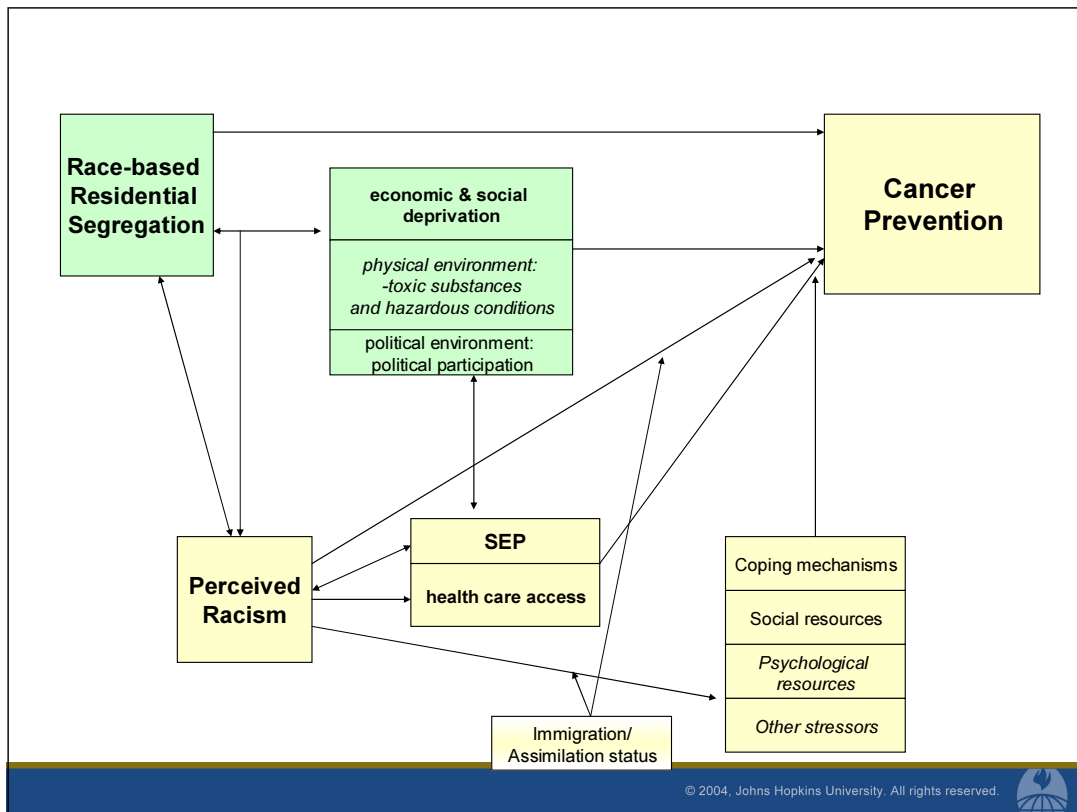 Race-based
Residential
Segregation
economic & social
deprivation
physical environment:
-toxic substances
and hazardous conditions
political environment:
political participation
Cancer
Prevention
Perceived
Racism
SEP
health care access
Coping mechanisms
Social resources
Psychological
resources
Other stressors
Immigration/
Assimilation status
© 2004, Johns Hopkins University. All rights reserved.